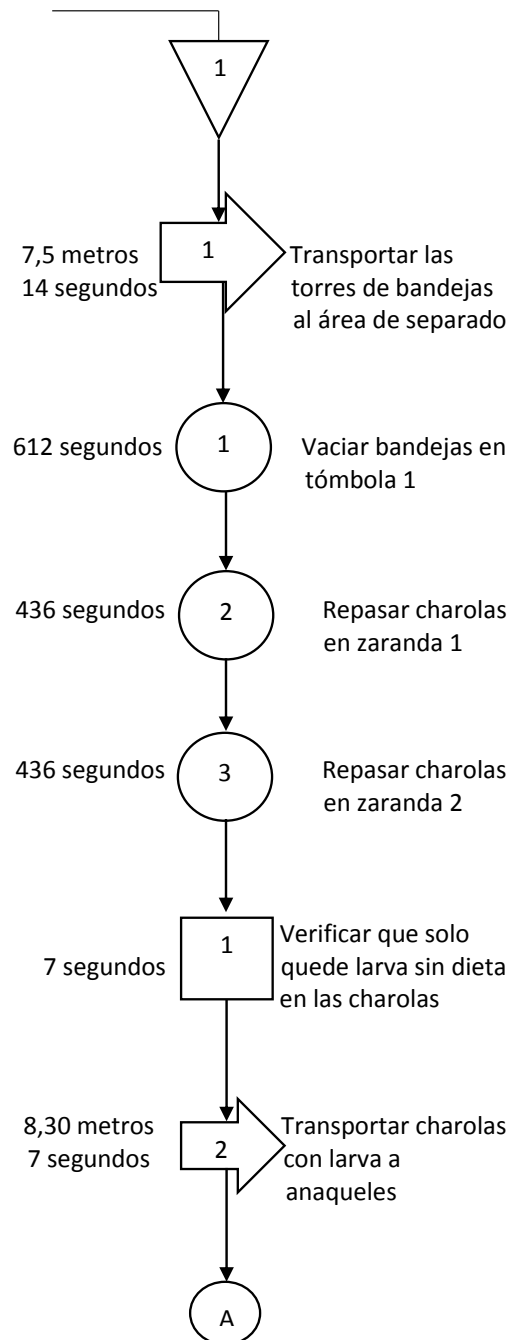 1
7,5 metros
14 segundos
1
Transportar las
torres de bandejas
al área de separado
612 segundos
1
Vaciar bandejas en
tómbola 1
436 segundos
2
Repasar charolas
en zaranda 1
436 segundos
3
Repasar charolas
en zaranda 2
7 segundos
1
Verificar que solo
quede larva sin dieta
en las charolas
8,30 metros
7 segundos
2
Transportar charolas
con larva a
anaqueles
A